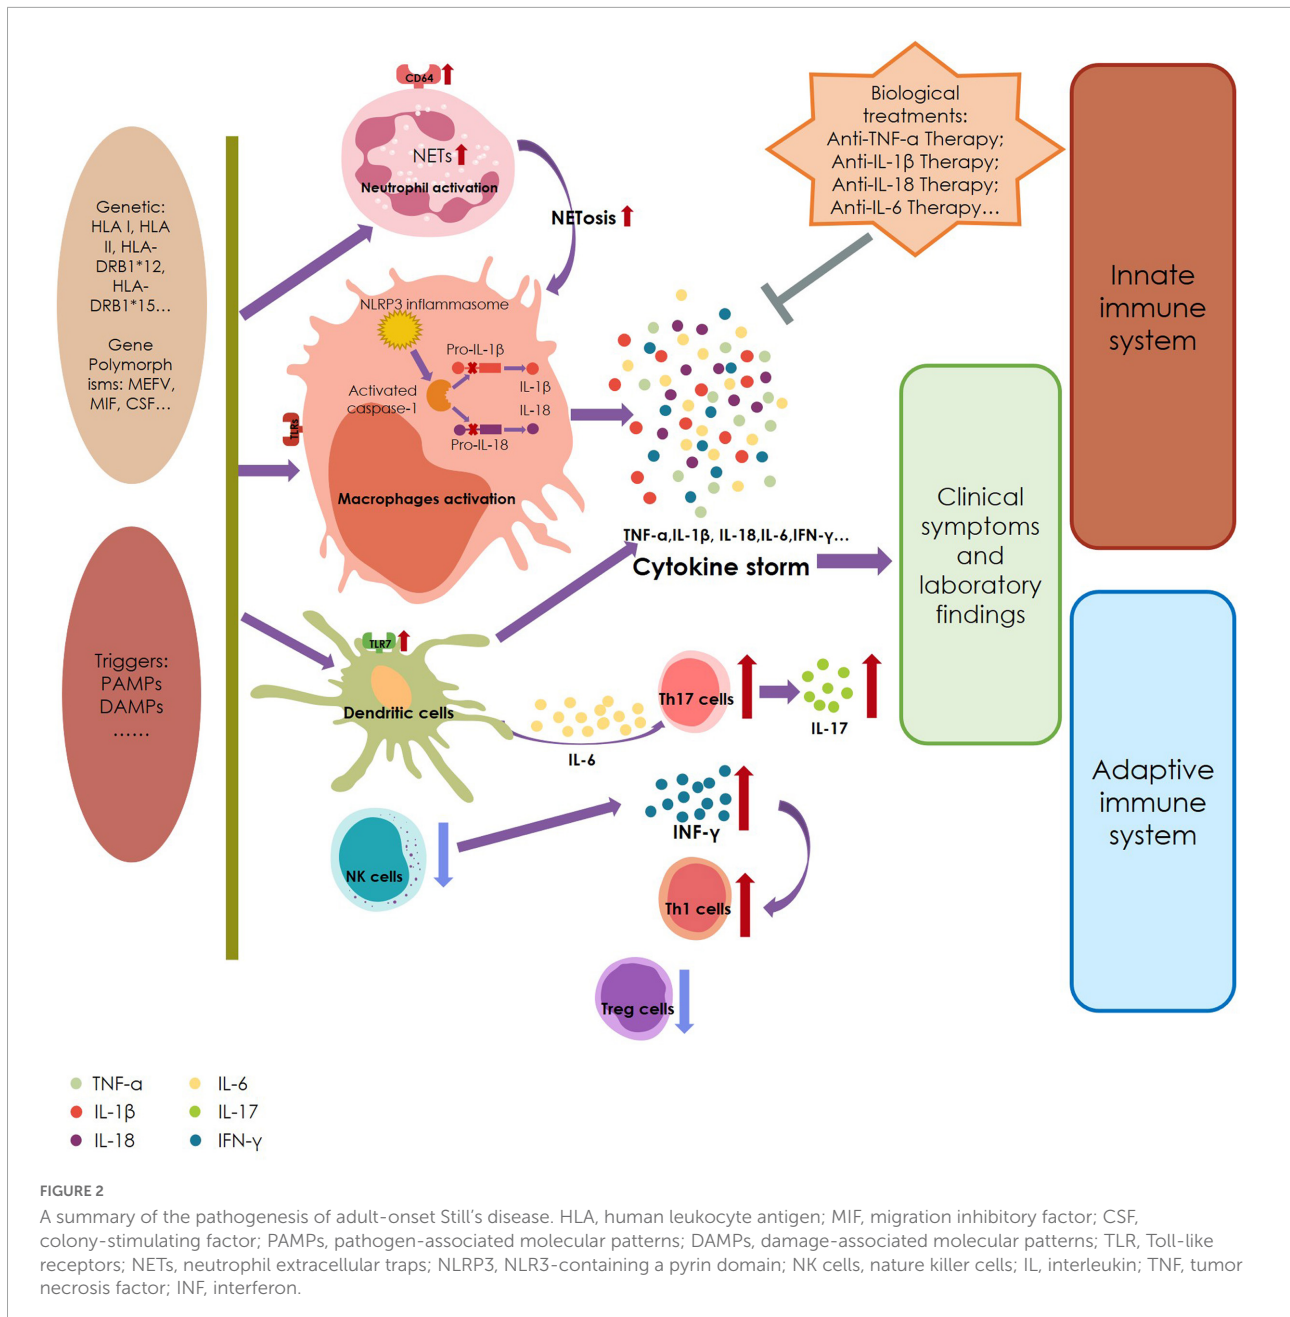 Genetic:
HLA I, HLA
II, HLA-
DRB1*12,
HLA-
DRB1*15...
Gene
Polymorph
isms: MEFV,
MIF, CSF...
Triggers:
PAMPs
DAMPs
......
CD64
NETs
Neutrophil activation
NETosis
NLRP3 inflammasome
Pro-IL-1β
IL-1β
Activated
caspase-1
IL-18
Pro-IL-18
TLRs
Macrophages activation
Biological
treatments:
Anti-TNF-α Therapy;
Anti-IL-1β Therapy;
Anti-IL-18 Therapy;
Anti-IL-6 Therapy...
TNF-α,IL-1β, IL-18,IL-6,IFN-γ...
Cytokine storm
TLR7
Dendritic cells
IL-6
Th17 cells
IL-17
NK cells
INF-γ
Th1 cells
Treg cells
Clinical
symptoms
and
laboratory
findings
Innate
immune
system
Adaptive
immune
system
TNF-α
IL-6
IL-1β
IL-17
IL-18
IFN-γ
FIGURE 2
A summary of the pathogenesis of adult-onset Still’s disease. HLA, human leukocyte antigen; MIF, migration inhibitory factor; CSF,
colony-stimulating factor; PAMPs, pathogen-associated molecular patterns; DAMPs, damage-associated molecular patterns; TLR, Toll-like
receptors; NETs, neutrophil extracellular traps; NLRP3, NLR3-containing a pyrin domain; NK cells, nature killer cells; IL, interleukin; TNF, tumor
necrosis factor; INF, interferon.